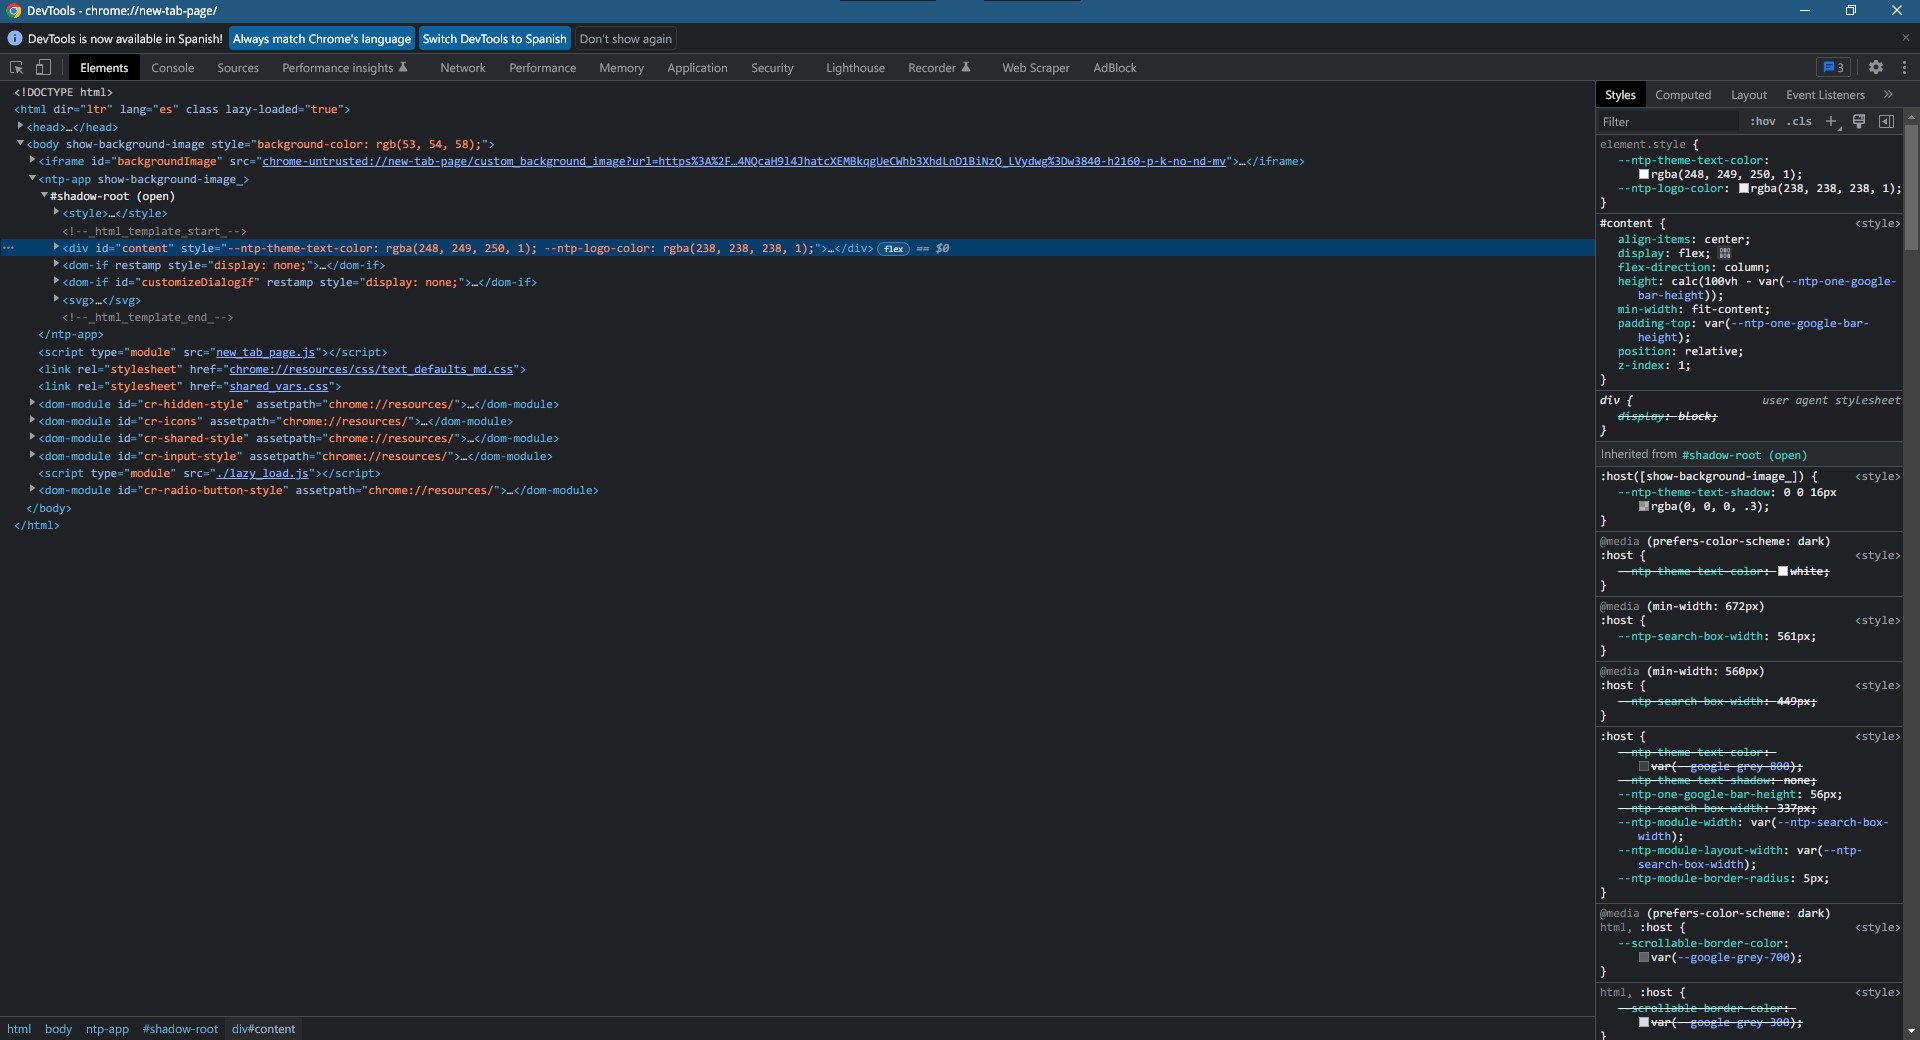 DevTools - chrome://new-tab-page/
DevTools is now available in Spanish! Always match Chrome's language Switch DevTools to Spanish Don't show again
Elements Console Sources Performance insights Network Performance Memory Application Security Lighthouse Recorder Web Scraper AdBlock 3
<!DOCTYPE html>
<html dir="ltr" lang="es" class lazy-loaded="true">
<head>…</head>
<body show-background-image style="background-color: rgb(53, 54, 58);">
<iframe id="backgroundImage" src="chrome-untrusted://new-tab-page/custom_background_image?url=https%3A%2F…4NQcaH9l4JhatcXEMBkqgUeCWhb3XhdLnD1BiNzQ_LVydwg%3Dw3840-h2160-p-k-no-nd-mv">…</iframe>
<ntp-app show-background-image_>
#shadow-root (open)
<style>…</style>
<!--_html_template_start_-->
<div id="content" style="--ntp-theme-text-color: rgba(248, 249, 250, 1); --ntp-logo-color: rgba(238, 238, 238, 1);">…</div> flex == $0
<dom-if restamp style="display: none;">…</dom-if>
<dom-if id="customizeDialogIf" restamp style="display: none;">…</dom-if>
<svg>…</svg>
<!--_html_template_end_-->
</ntp-app>
<script type="module" src="new_tab_page.js"></script>
<link rel="stylesheet" href="chrome://resources/css/text_defaults_md.css">
<link rel="stylesheet" href="shared_vars.css">
<dom-module id="cr-hidden-style" assetpath="chrome://resources/">…</dom-module>
<dom-module id="cr-icons" assetpath="chrome://resources/">…</dom-module>
<dom-module id="cr-shared-style" assetpath="chrome://resources/">…</dom-module>
<dom-module id="cr-input-style" assetpath="chrome://resources/">…</dom-module>
<script type="module" src="./lazy_load.js"></script>
<dom-module id="cr-radio-button-style" assetpath="chrome://resources/">…</dom-module>
</body>
</html>
html body ntp-app #shadow-root div#content
Styles Computed Layout Event Listeners »
Filter :hov .cls +
element.style {
--ntp-theme-text-color:
rgba(248, 249, 250, 1);
--ntp-logo-color: rgba(238, 238, 238, 1);
}
#content { <style>
align-items: center;
display: flex;
flex-direction: column;
height: calc(100vh - var(--ntp-one-google-
bar-height));
min-width: fit-content;
padding-top: var(--ntp-one-google-bar-
height);
position: relative;
z-index: 1;
}
div { user agent stylesheet
display: block;
}
Inherited from #shadow-root (open)
:host([show-background-image_]) { <style>
--ntp-theme-text-shadow: 0 0 16px
rgba(0, 0, 0, .3);
}
@media (prefers-color-scheme: dark)
:host { <style>
--ntp-theme-text-color: white;
}
@media (min-width: 672px)
:host { <style>
--ntp-search-box-width: 561px;
}
@media (min-width: 560px)
:host { <style>
--ntp-search-box-width: 449px;
}
:host { <style>
--ntp-theme-text-color:
var(--google-grey-800);
--ntp-theme-text-shadow: none;
--ntp-one-google-bar-height: 56px;
--ntp-search-box-width: 337px;
--ntp-module-width: var(--ntp-search-box-
width);
--ntp-module-layout-width: var(--ntp-
search-box-width);
--ntp-module-border-radius: 5px;
}
@media (prefers-color-scheme: dark)
html, :host { <style>
--scrollable-border-color:
var(--google-grey-700);
}
html, :host { <style>
--scrollable-border-color:
var(--google-grey-300);
}